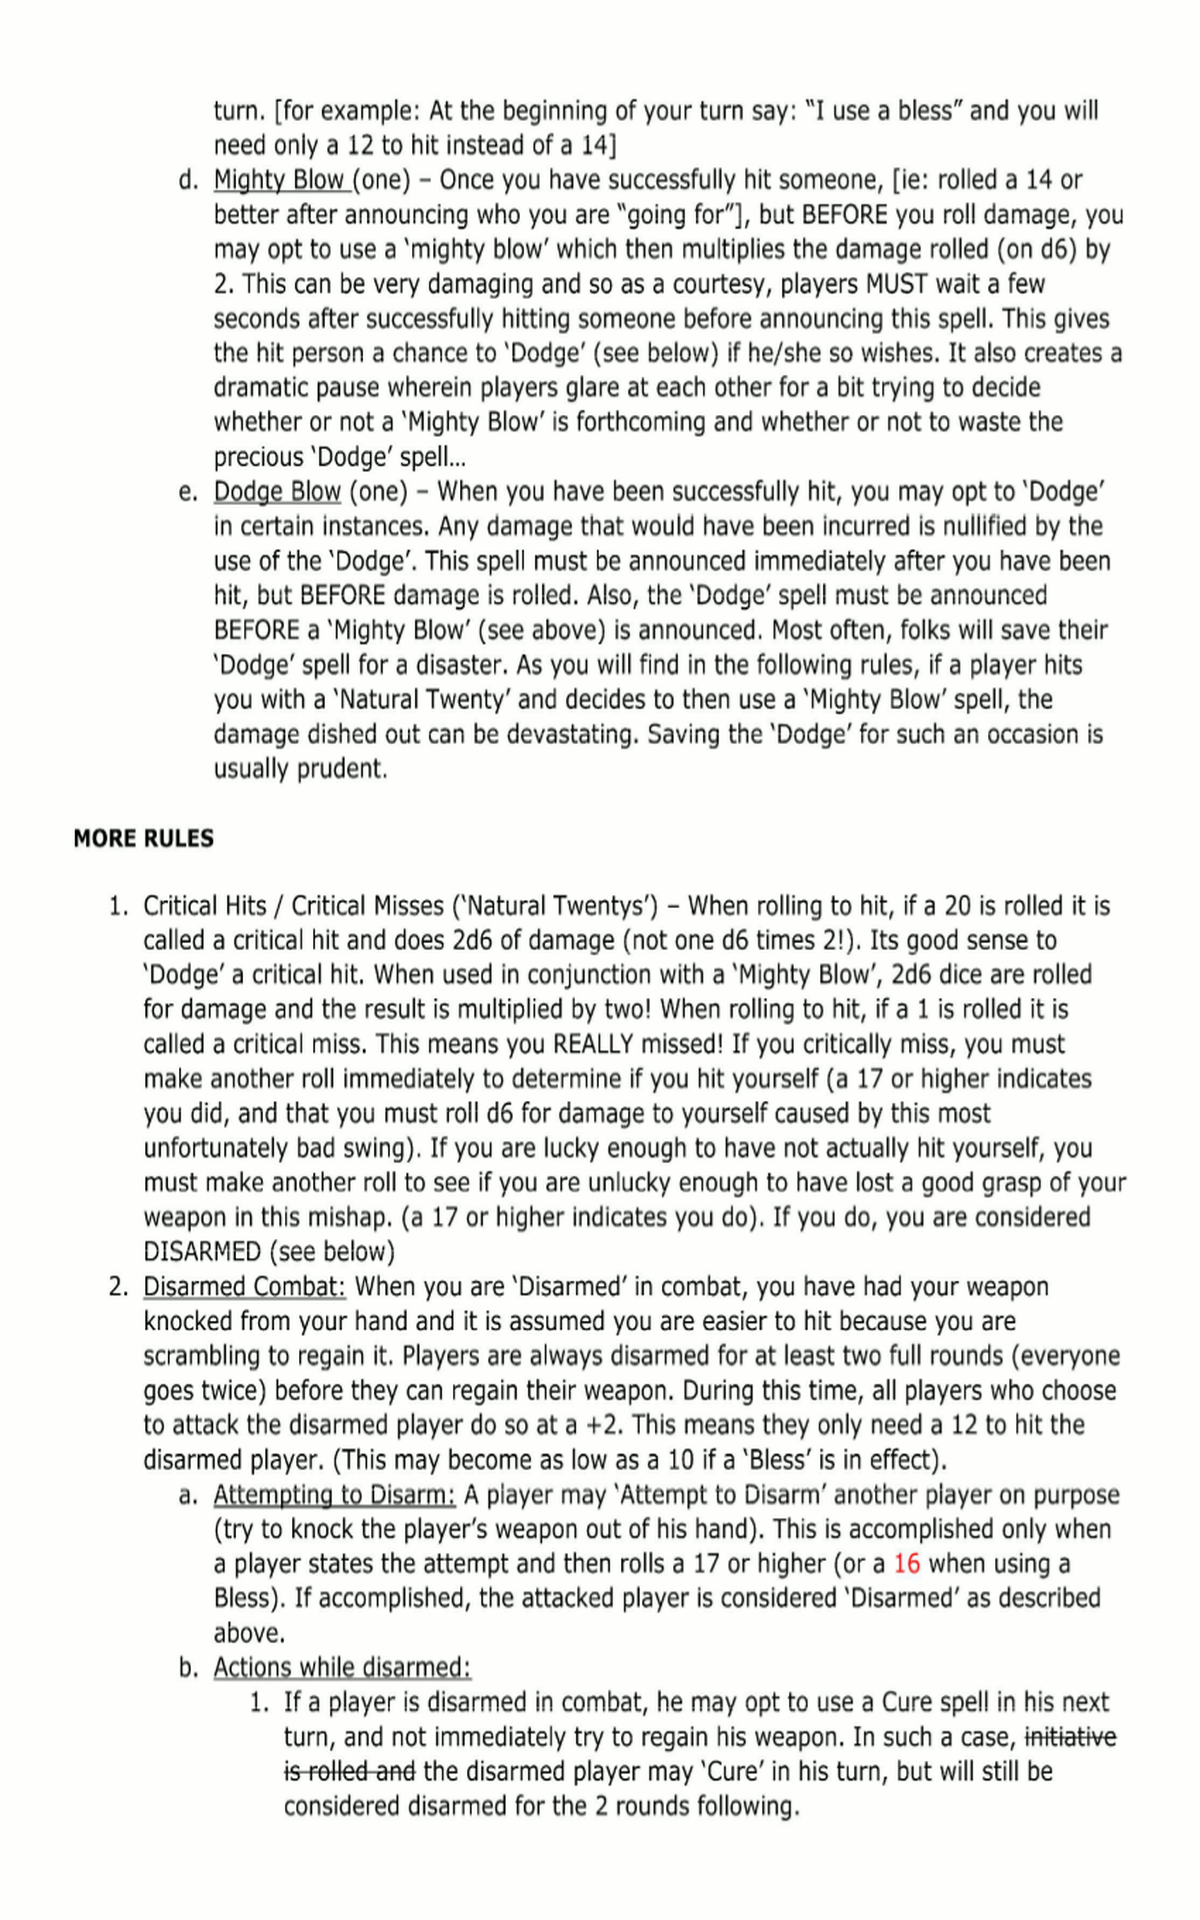 turn. [for example: At the beginning of your turn say: “I use a bless” and you will
need only a 12 to hit instead of a 14]
d. Mighty Blow (one) – Once you have successfully hit someone, [ie: rolled a 14 or
better after announcing who you are “going for”], but BEFORE you roll damage, you
may opt to use a ‘mighty blow’ which then multiplies the damage rolled (on d6) by
2. This can be very damaging and so as a courtesy, players MUST wait a few
seconds after successfully hitting someone before announcing this spell. This gives
the hit person a chance to ‘Dodge’ (see below) if he/she so wishes. It also creates a
dramatic pause wherein players glare at each other for a bit trying to decide
whether or not a ‘Mighty Blow’ is forthcoming and whether or not to waste the
precious ‘Dodge’ spell...
e. Dodge Blow (one) – When you have been successfully hit, you may opt to ‘Dodge’
in certain instances. Any damage that would have been incurred is nullified by the
use of the ‘Dodge’. This spell must be announced immediately after you have been
hit, but BEFORE damage is rolled. Also, the ‘Dodge’ spell must be announced
BEFORE a ‘Mighty Blow’ (see above) is announced. Most often, folks will save their
‘Dodge’ spell for a disaster. As you will find in the following rules, if a player hits
you with a ‘Natural Twenty’ and decides to then use a ‘Mighty Blow’ spell, the
damage dished out can be devastating. Saving the ‘Dodge’ for such an occasion is
usually prudent.
MORE RULES
1. Critical Hits / Critical Misses (‘Natural Twentys’) – When rolling to hit, if a 20 is rolled it is
called a critical hit and does 2d6 of damage (not one d6 times 2!). Its good sense to
‘Dodge’ a critical hit. When used in conjunction with a ‘Mighty Blow’, 2d6 dice are rolled
for damage and the result is multiplied by two! When rolling to hit, if a 1 is rolled it is
called a critical miss. This means you REALLY missed! If you critically miss, you must
make another roll immediately to determine if you hit yourself (a 17 or higher indicates
you did, and that you must roll d6 for damage to yourself caused by this most
unfortunately bad swing). If you are lucky enough to have not actually hit yourself, you
must make another roll to see if you are unlucky enough to have lost a good grasp of your
weapon in this mishap. (a 17 or higher indicates you do). If you do, you are considered
DISARMED (see below)
2. Disarmed Combat: When you are ‘Disarmed’ in combat, you have had your weapon
knocked from your hand and it is assumed you are easier to hit because you are
scrambling to regain it. Players are always disarmed for at least two full rounds (everyone
goes twice) before they can regain their weapon. During this time, all players who choose
to attack the disarmed player do so at a +2. This means they only need a 12 to hit the
disarmed player. (This may become as low as a 10 if a ‘Bless’ is in effect).
a. Attempting to Disarm: A player may ‘Attempt to Disarm’ another player on purpose
(try to knock the player’s weapon out of his hand). This is accomplished only when
a player states the attempt and then rolls a 17 or higher (or a 16 when using a
Bless). If accomplished, the attacked player is considered ‘Disarmed’ as described
above.
b. Actions while disarmed:
1. If a player is disarmed in combat, he may opt to use a Cure spell in his next
turn, and not immediately try to regain his weapon. In such a case, initiative
is rolled and the disarmed player may ‘Cure’ in his turn, but will still be
considered disarmed for the 2 rounds following.